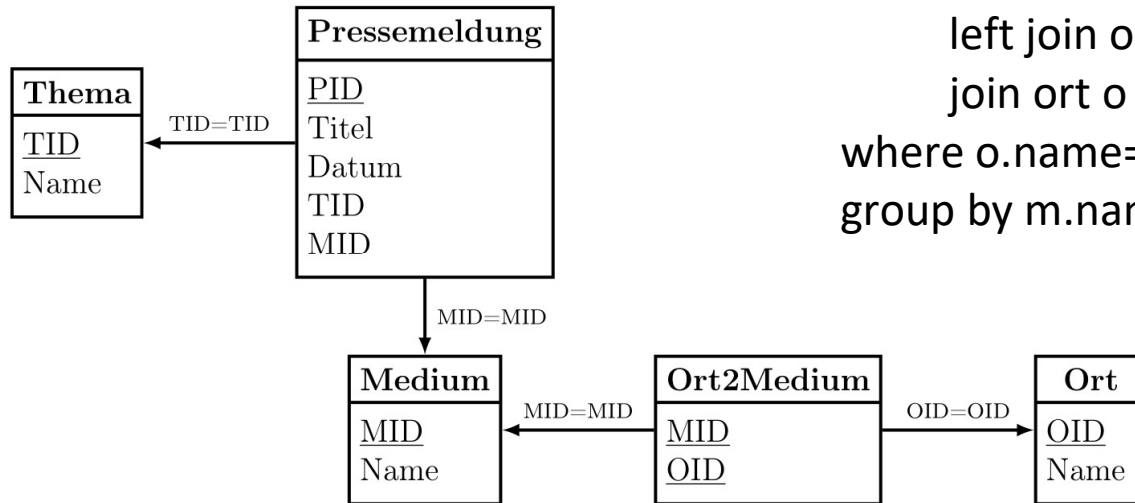 Pressemeldung
PID
Titel
Datum
TID
MID
Thema
TID
Name
TID=TID
MID=MID
Medium
MID
Name
MID=MID
Ort2Medium
MID
OID
OID=OID
Ort
OID
Name
left join o
join ort o
where o.name=
group by m.nar